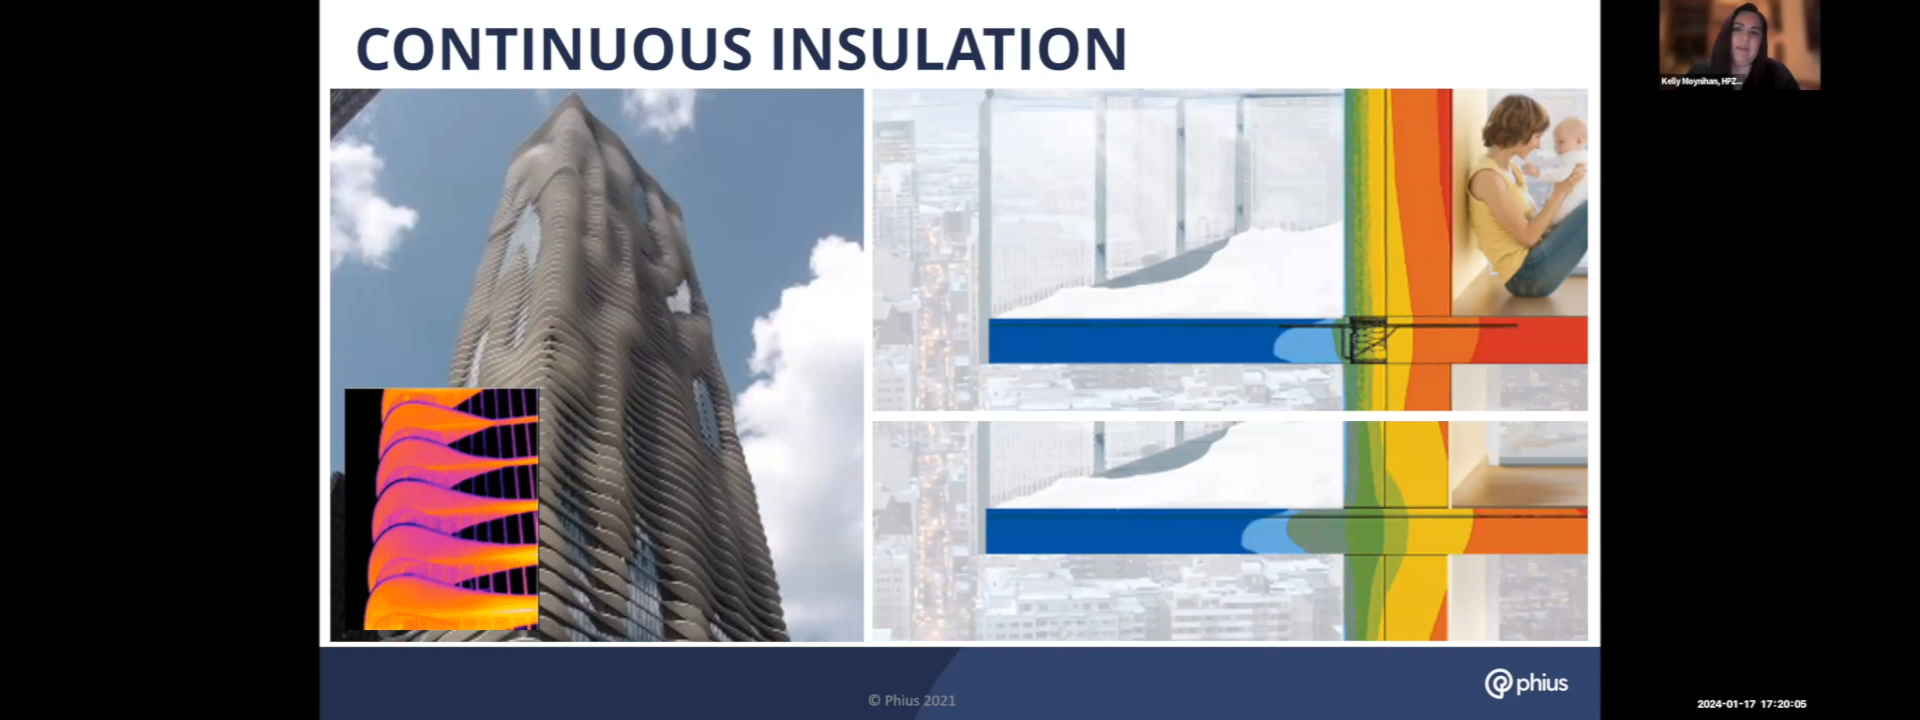 CONTINUOUS INSULATION
Kelly Moynihan, HPZ...
© Phius 2021
phius
2024-01-17 17:20:05